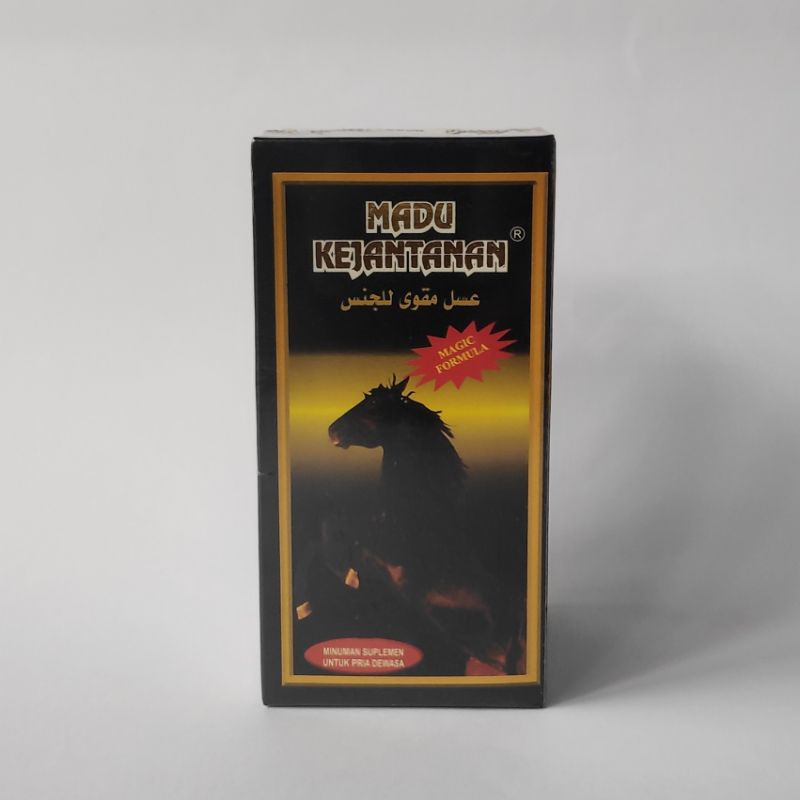 MADU
KEJANTANAN ®
عسل مقوى للجنس
MAGIC
FORMULA
MINUMAN SUPLEMEN
UNTUK PRIA DEWASA